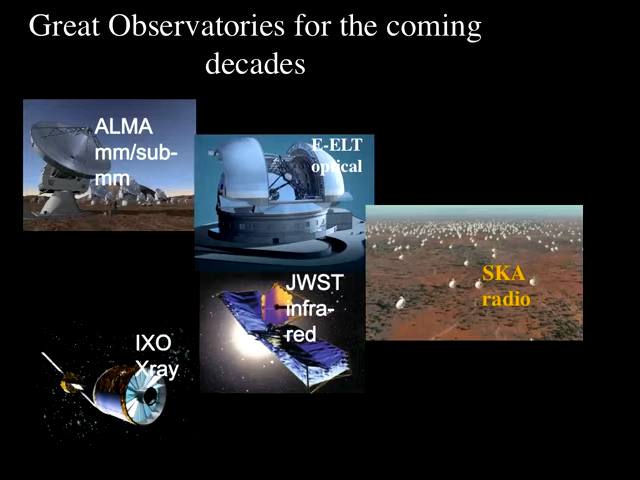 Great Observatories for the coming
decades
ALMA
mm/sub-
mm
E-ELT
optical
SKA
radio
JWST
infra-
red
IXO
Xray